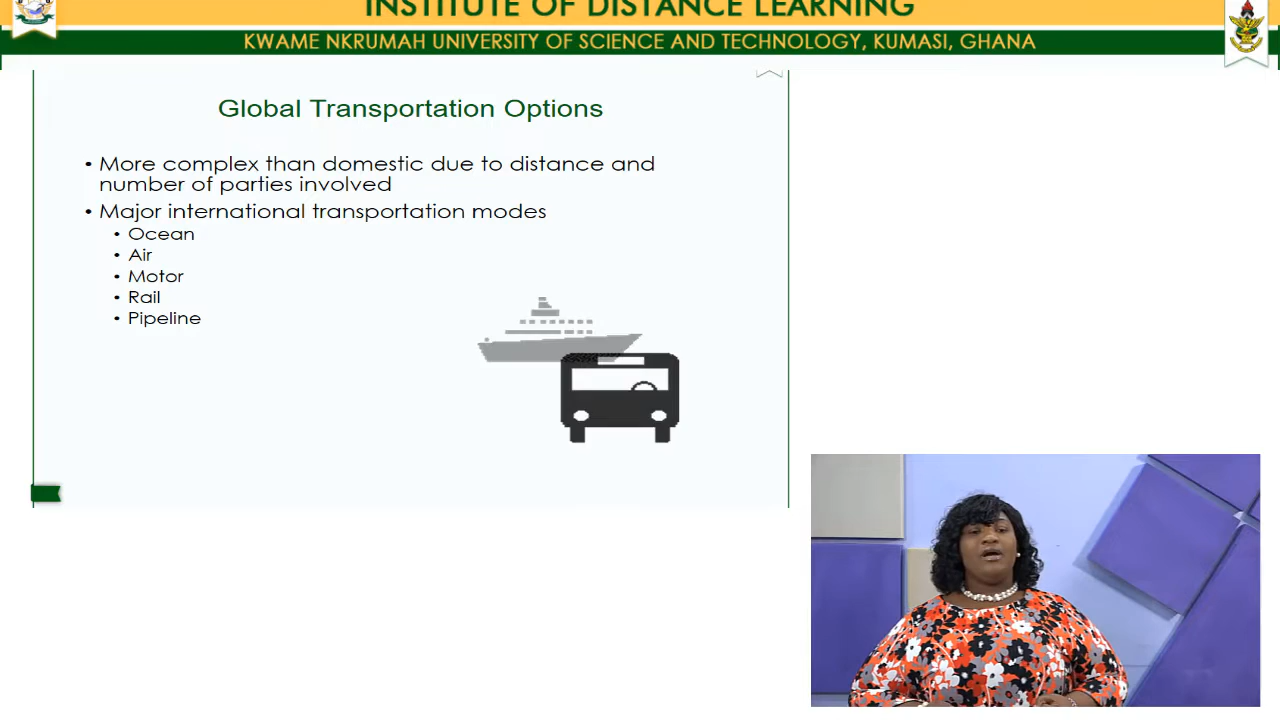 INSTITUTE OF DISTANCE LEARNING
KWAME NKRUMAH UNIVERSITY OF SCIENCE AND TECHNOLOGY, KUMASI, GHANA
Global Transportation Options
• More complex than domestic due to distance and
number of parties involved
• Major international transportation modes
• Ocean
• Air
• Motor
• Rail
• Pipeline